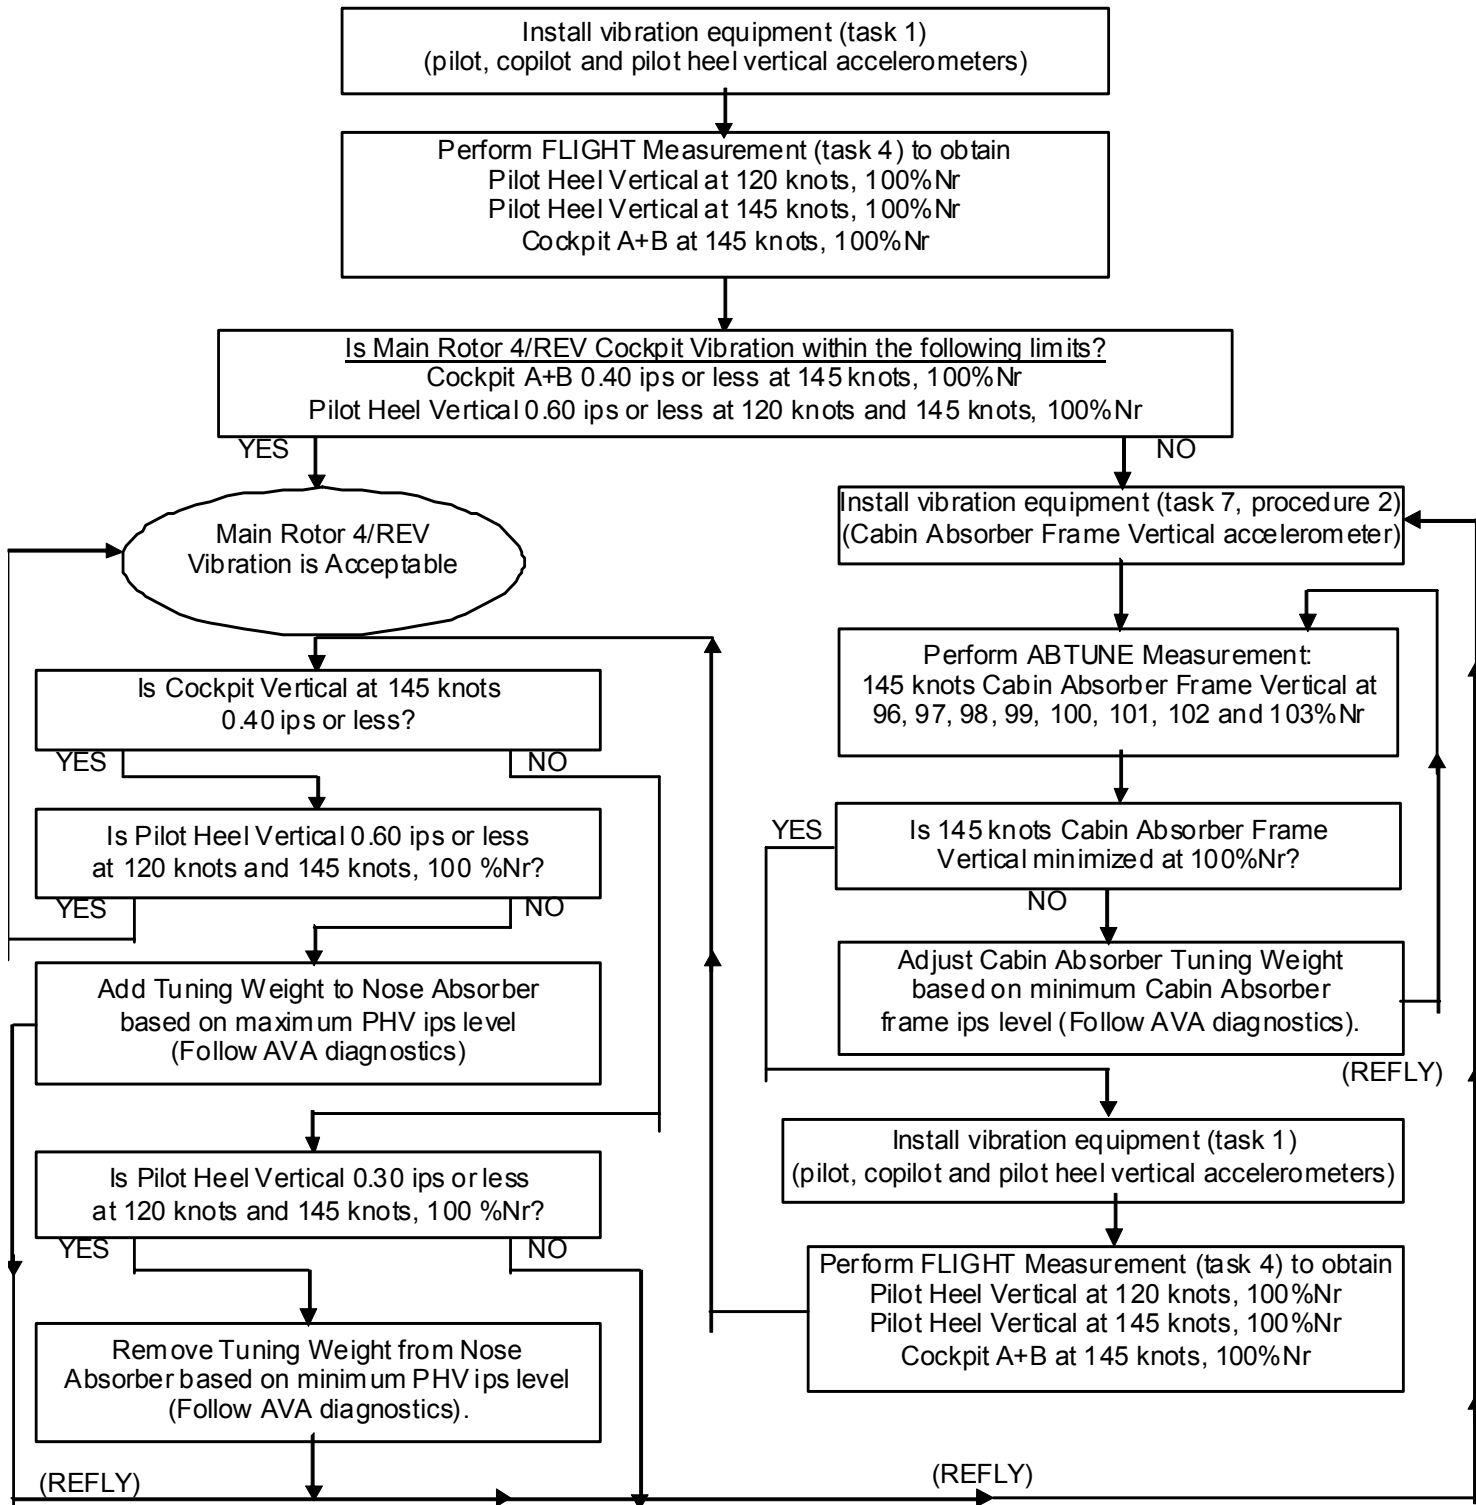 Install vibration equipment (task 1)
(pilot, copilot and pilot heel vertical accelerometers)
Perform FLIGHT Measurement (task 4) to obtain
Pilot Heel Vertical at 120 knots, 100%Nr
Pilot Heel Vertical at 145 knots, 100%Nr
Cockpit A+B at 145 knots, 100%Nr
Is Main Rotor 4/REV Cockpit Vibration within the following limits?
Cockpit A+B 0.40 ips or less at 145 knots, 100%Nr
Pilot Heel Vertical 0.60 ips or less at 120 knots and 145 knots, 100%Nr
YES
NO
Main Rotor 4/REV
Vibration is Acceptable
Install vibration equipment (task 7, procedure 2)
(Cabin Absorber Frame Vertical accelerometer)
Is Cockpit Vertical at 145 knots
0.40 ips or less?
YES
NO
Perform ABTUNE Measurement:
145 knots Cabin Absorber Frame Vertical at
96, 97, 98, 99, 100, 101, 102 and 103%Nr
Is Pilot Heel Vertical 0.60 ips or less
at 120 knots and 145 knots, 100 %Nr?
YES
NO
YES
Is 145 knots Cabin Absorber Frame
Vertical minimized at 100%Nr?
NO
Add Tuning Weight to Nose Absorber
based on maximum PHV ips level
(Follow AVA diagnostics)
Adjust Cabin Absorber Tuning Weight
based on minimum Cabin Absorber
frame ips level (Follow AVA diagnostics).
(REFLY)
Is Pilot Heel Vertical 0.30 ips or less
at 120 knots and 145 knots, 100 %Nr?
YES
NO
Install vibration equipment (task 1)
(pilot, copilot and pilot heel vertical accelerometers)
Perform FLIGHT Measurement (task 4) to obtain
Pilot Heel Vertical at 120 knots, 100%Nr
Pilot Heel Vertical at 145 knots, 100%Nr
Cockpit A+B at 145 knots, 100%Nr
Remove Tuning Weight from Nose
Absorber based on minimum PHV ips level
(Follow AVA diagnostics).
(REFLY)
(REFLY)